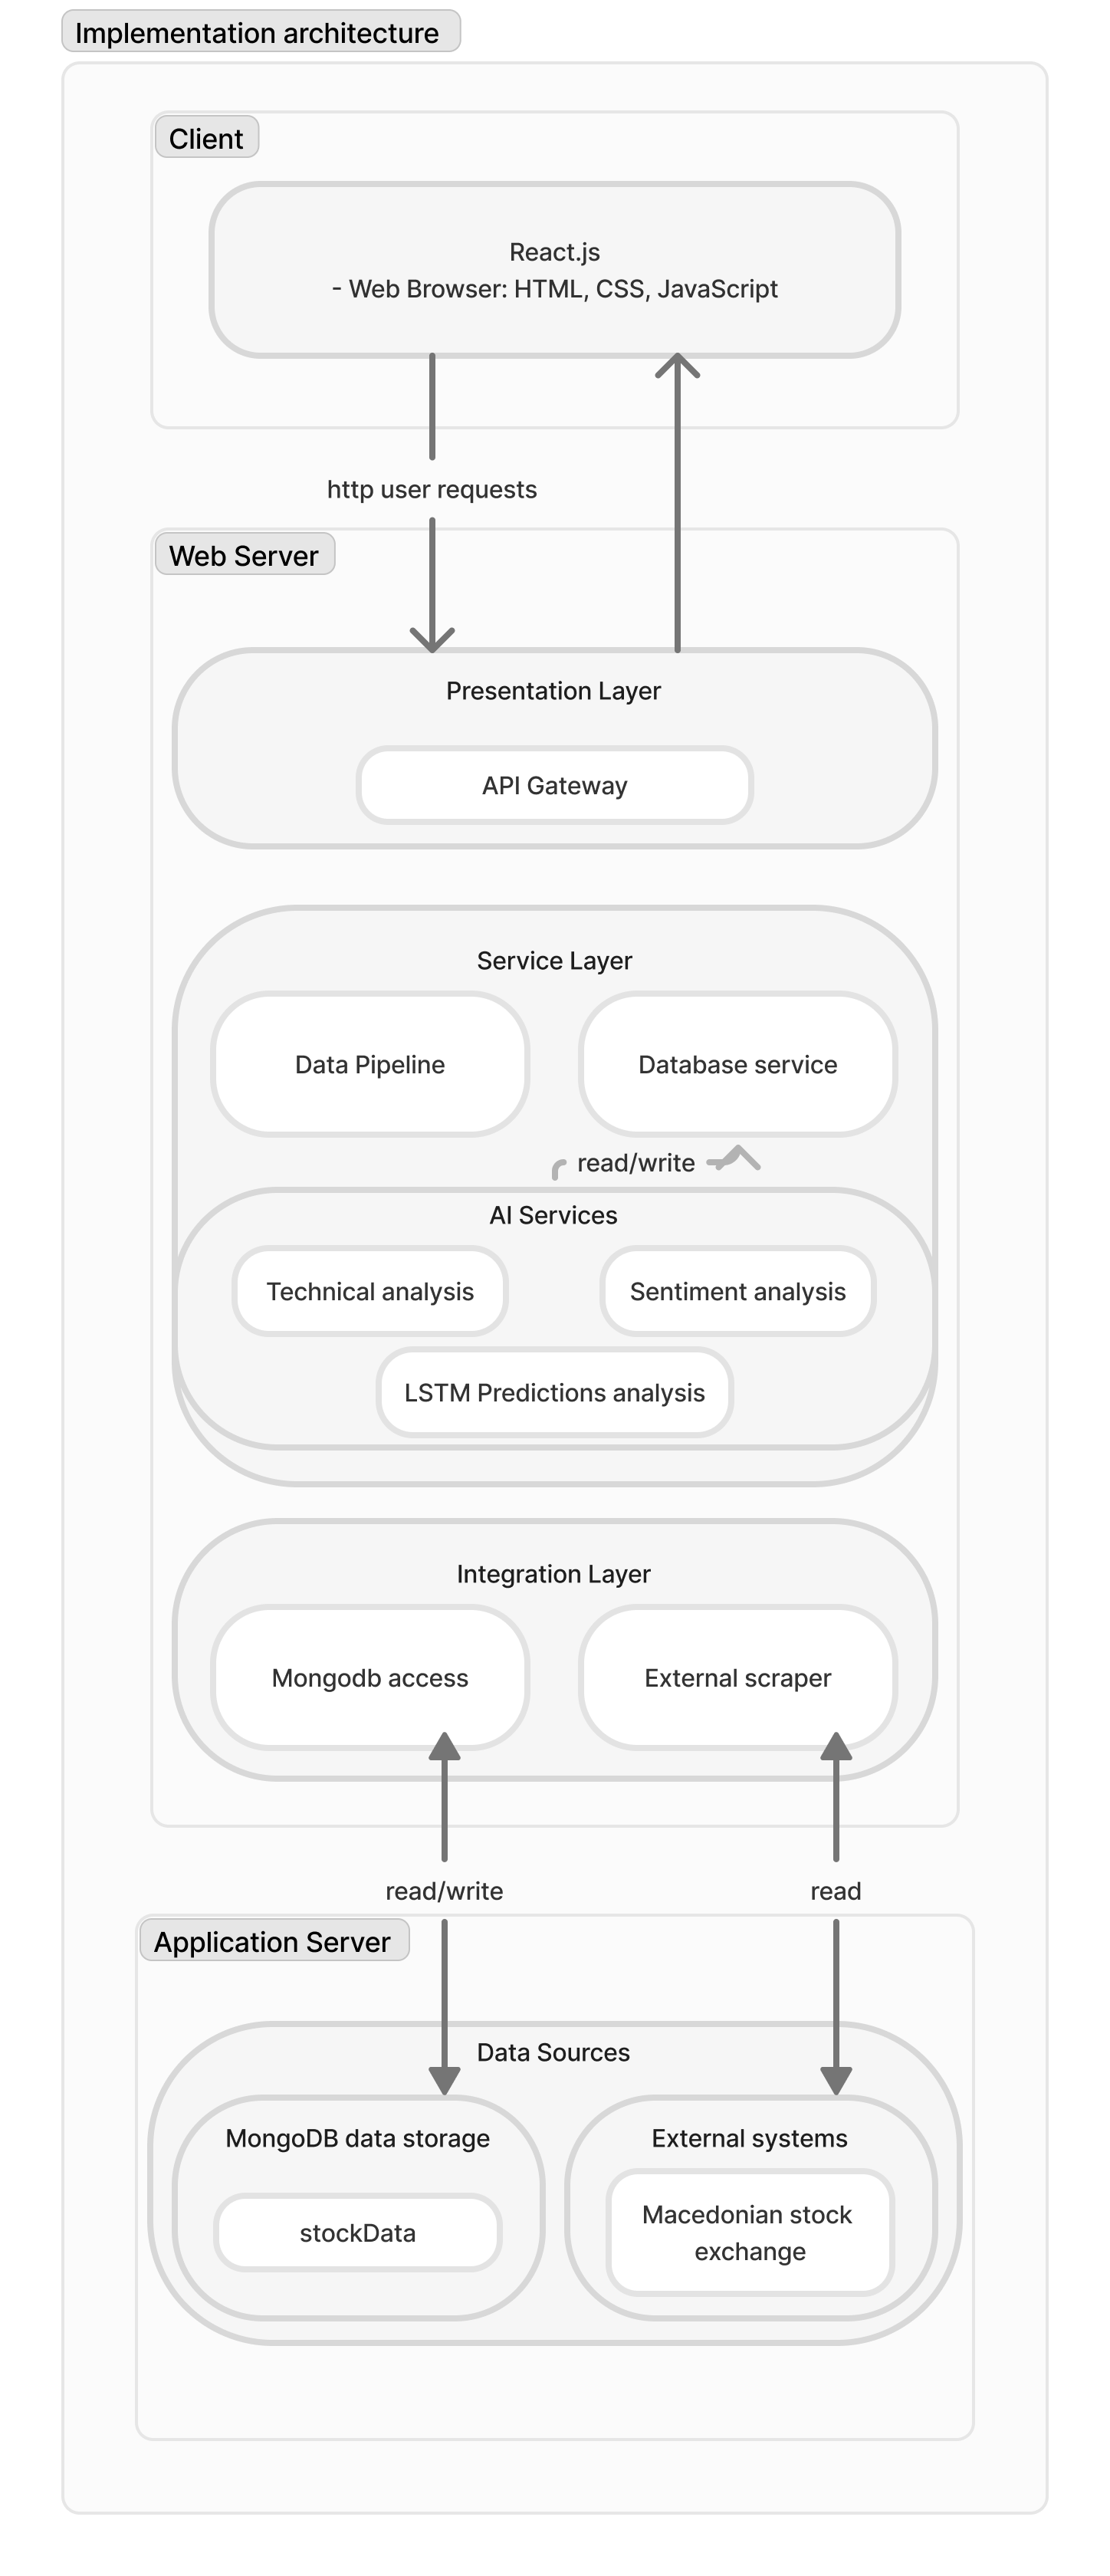 Implementation architecture
Client
React.js
- Web Browser: HTML, CSS, JavaScript
http user requests
Web Server
Presentation Layer
API Gateway
Service Layer
Data Pipeline
Database service
read/write
AI Services
Technical analysis
Sentiment analysis
LSTM Predictions analysis
Integration Layer
Mongodb access
External scraper
read/write
read
Application Server
Data Sources
MongoDB data storage
External systems
stockData
Macedonian stock
exchange